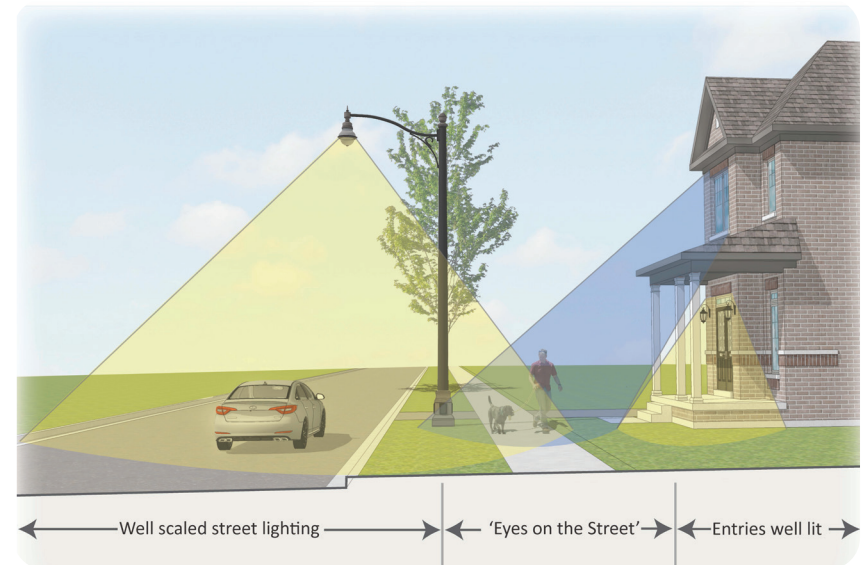 Well scaled street lighting
‘Eyes on the Street’
Entries well lit